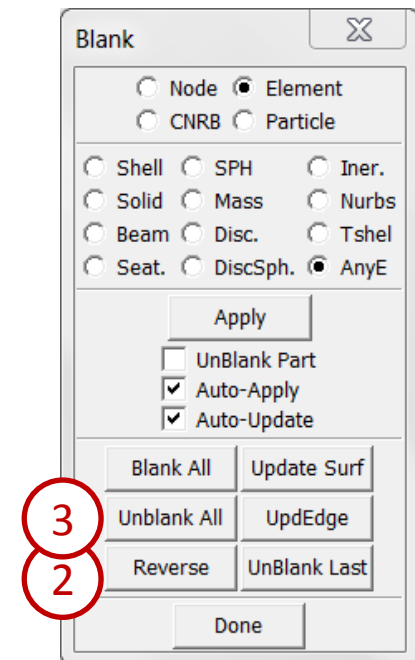 Blank
Node Element
CNRB Particle
Shell SPH Iner.
Solid Mass Nurbs
Beam Disc. Tshel
Seat. DiscSph. AnyE
Apply
UnBlank Part
Auto-Apply
Auto-Update
Blank All Update Surf
3 Unblank All UpdEdge
2 Reverse UnBlank Last
Done